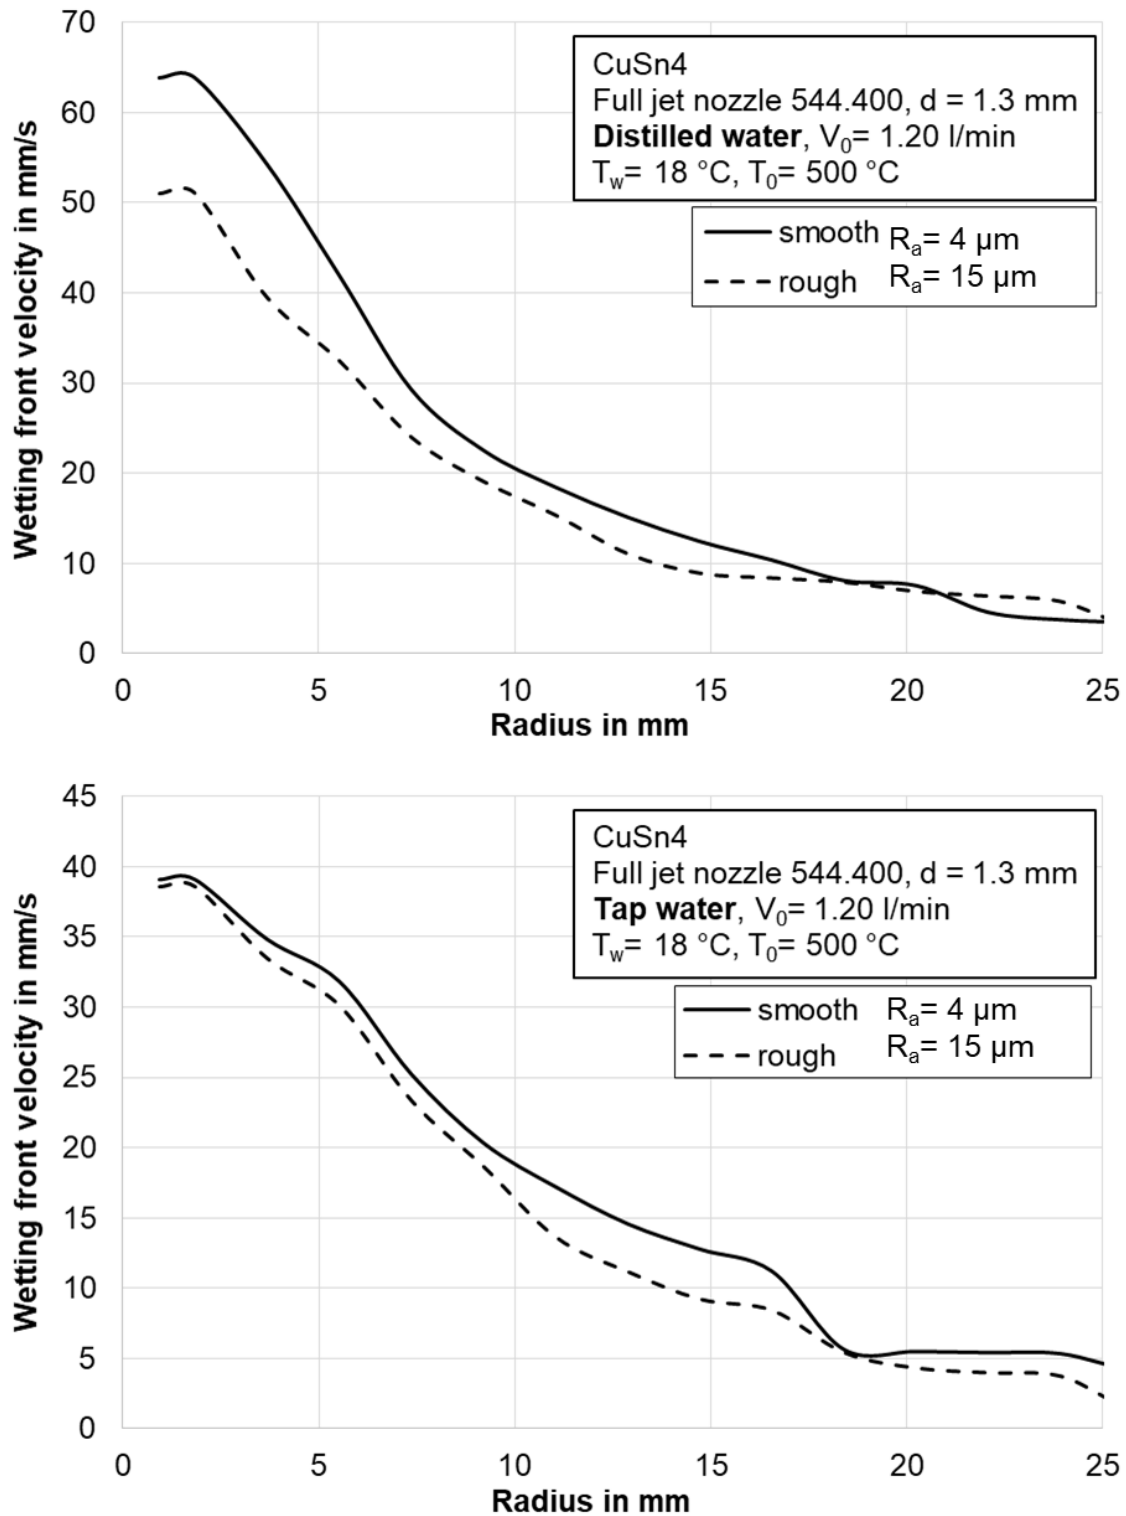 70
60
50
40
30
20
10
0
Wetting front velocity in mm/s
CuSn4
Full jet nozzle 544.400, d = 1.3 mm
Distilled water, V₀= 1.20 l/min
T_w= 18 °C, T₀= 500 °C
smooth Rₐ= 4 µm
rough Rₐ= 15 µm
0 5 10 15 20 25
Radius in mm
45
40
35
30
25
20
15
10
5
0
Wetting front velocity in mm/s
CuSn4
Full jet nozzle 544.400, d = 1.3 mm
Tap water, V₀= 1.20 l/min
T_w= 18 °C, T₀= 500 °C
smooth Rₐ= 4 µm
rough Rₐ= 15 µm
0 5 10 15 20 25
Radius in mm